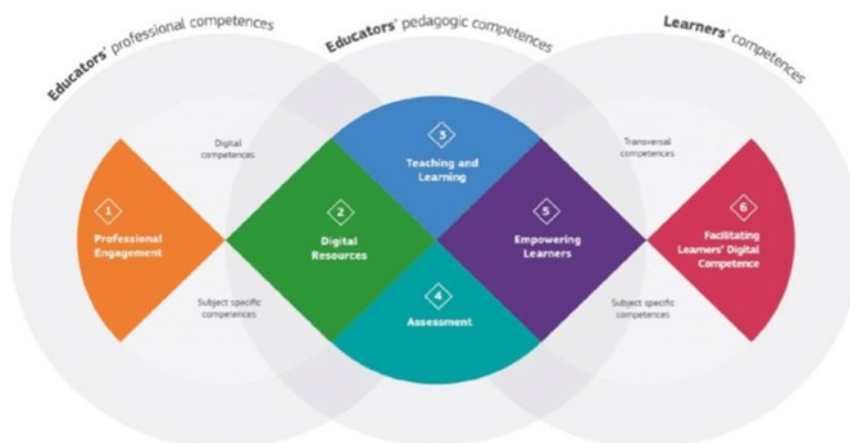 Educators' professional competences
Educators' pedagogic competences
Learners' competences
Digital
competences
Transversal
competences
1
Professional
Engagement
2
Digital
Resources
3
Teaching and
Learning
4
Assessment
5
Empowering
Learners
6
Facilitating
Learners' Digital
Competence
Subject specific
competences
Subject specific
competences